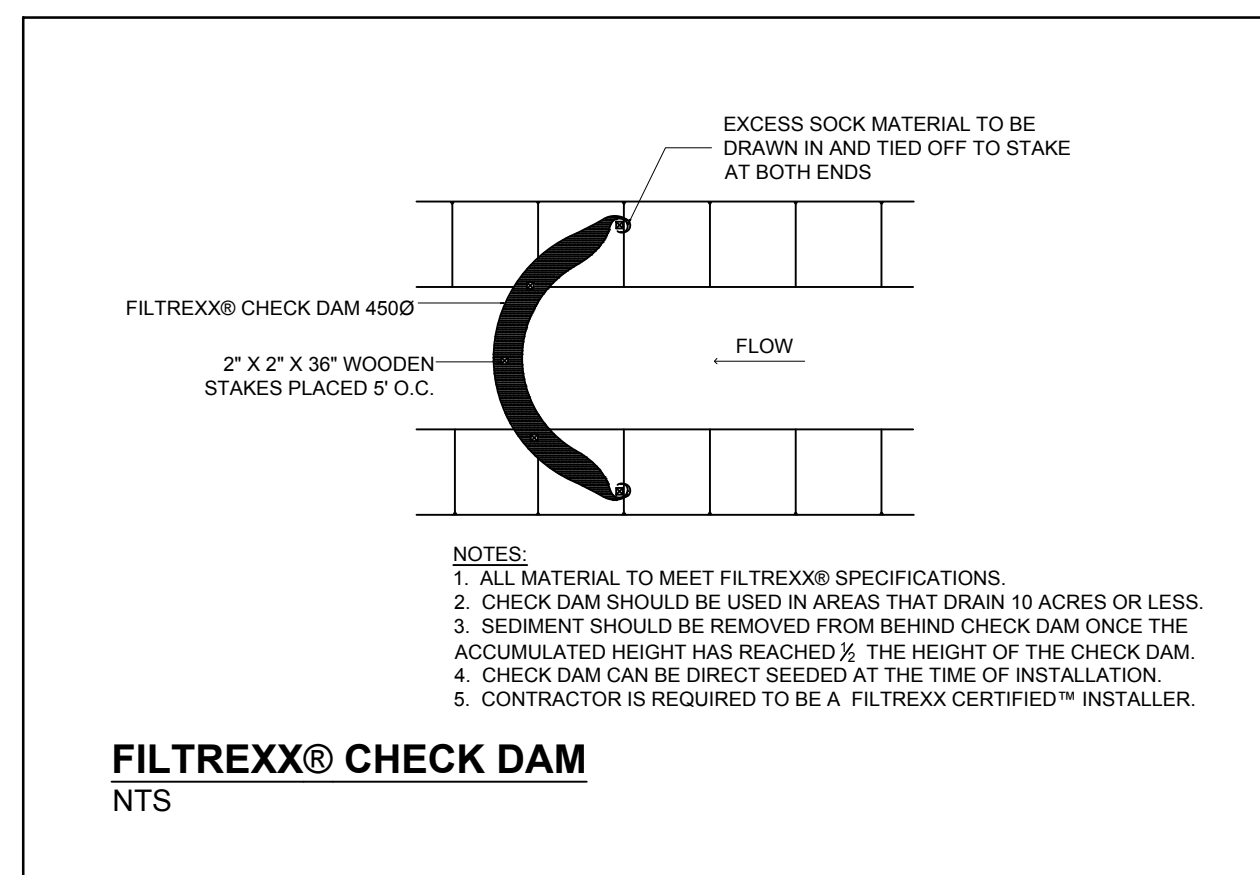 EXCESS SOCK MATERIAL TO BE
DRAWN IN AND TIED OFF TO STAKE
AT BOTH ENDS
FILTREXX® CHECK DAM 450Ø
2" X 2" X 36" WOODEN
STAKES PLACED 5' O.C.
FLOW
NOTES:
1. ALL MATERIAL TO MEET FILTREXX® SPECIFICATIONS.
2. CHECK DAM SHOULD BE USED IN AREAS THAT DRAIN 10 ACRES OR LESS.
3. SEDIMENT SHOULD BE REMOVED FROM BEHIND CHECK DAM ONCE THE
ACCUMULATED HEIGHT HAS REACHED ½ THE HEIGHT OF THE CHECK DAM.
4. CHECK DAM CAN BE DIRECT SEEDED AT THE TIME OF INSTALLATION.
5. CONTRACTOR IS REQUIRED TO BE A FILTREXX CERTIFIED™ INSTALLER.
FILTREXX® CHECK DAM
NTS